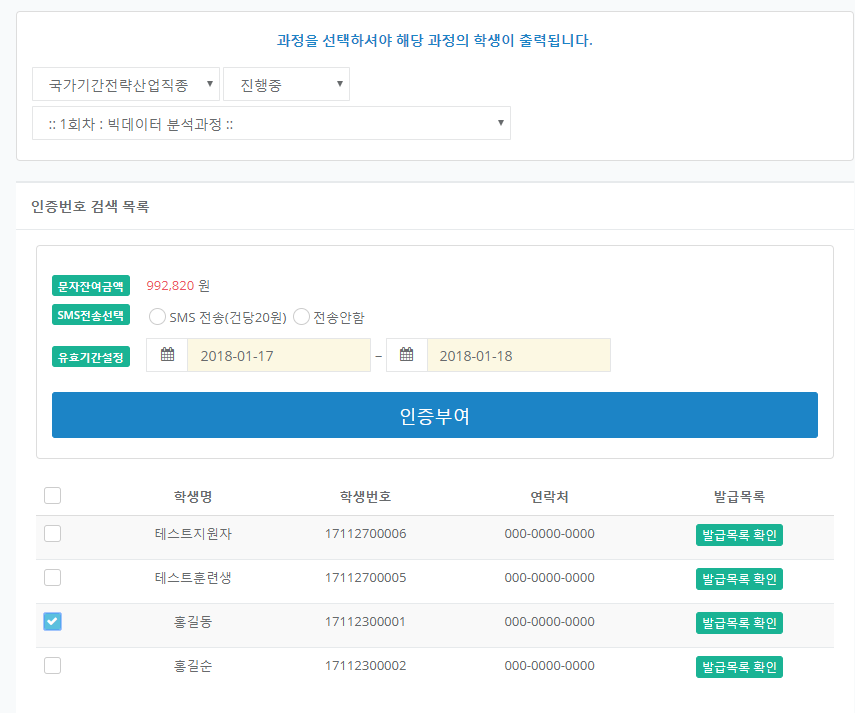 과정을 선택하셔야 해당 과정의 학생이 출력됩니다.
국가기간전략산업직종 진행중
:: 1회차 : 빅데이터 분석과정 ::
인증번호 검색 목록
문자잔여금액 992,820 원
SMS전송선택 SMS 전송(건당20원) 전송안함
유효기간설정 2018-01-17 – 2018-01-18
인증부여
학생명 학생번호 연락처 발급목록
테스트지원자 17112700006 000-0000-0000 발급목록 확인
테스트훈련생 17112700005 000-0000-0000 발급목록 확인
홍길동 17112300001 000-0000-0000 발급목록 확인
홍길순 17112300002 000-0000-0000 발급목록 확인